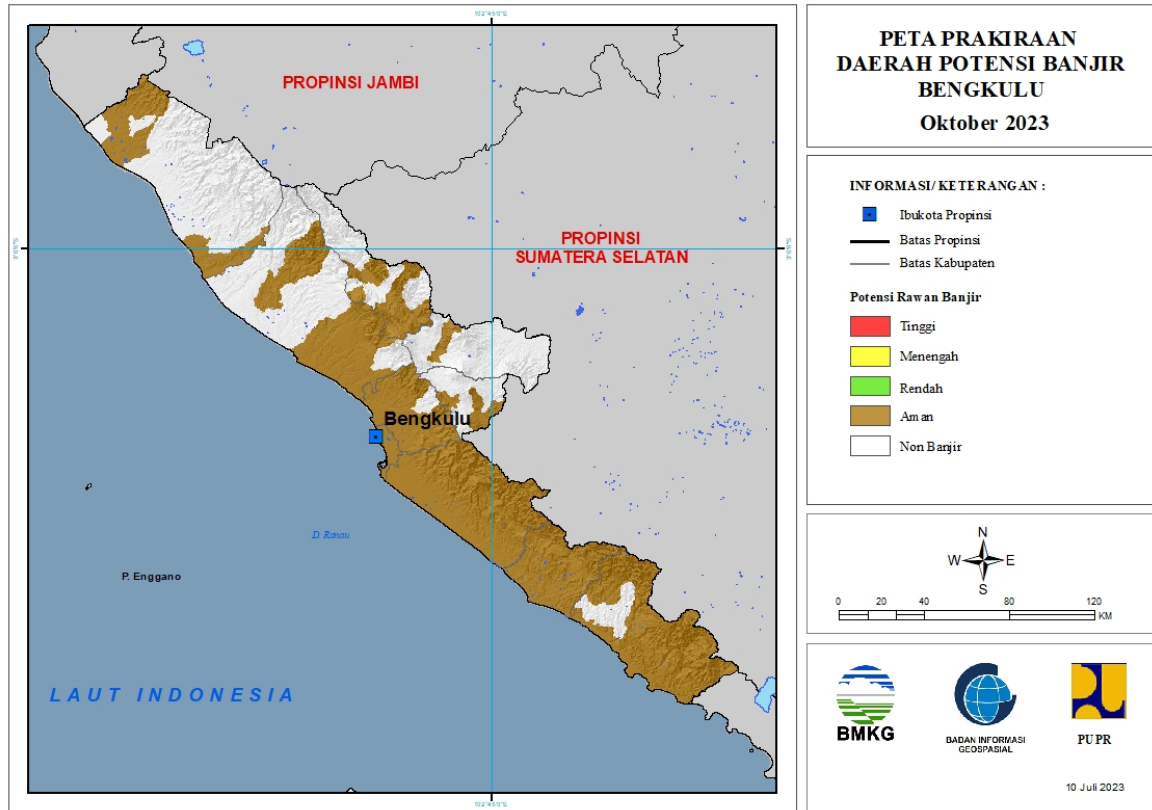 PETA PRAKIRAAN
DAERAH POTENSI BANJIR
BENGKULU
Oktober 2023
INFORMASI/KETERANGAN :
Ibukota Propinsi
Batas Propinsi
Batas Kabupaten
Potensi Rawan Banjir
Tinggi
Menengah
Rendah
Aman
Non Banjir
N
W E
S
0 20 40 80 120
KM
BMKG
BADAN INFORMASI
GEOSPASIAL
PUPR
10 Juli 2023
PROPINSI JAMBI
PROPINSI
SUMATERA SELATAN
Bengkulu
D. Ranau
P. Enggano
LAUT INDONESIA